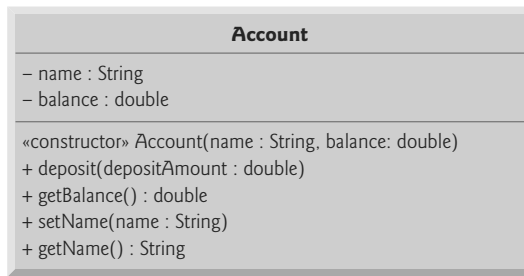 Account
– name : String
– balance : double
«constructor» Account(name : String, balance: double)
+ deposit(depositAmount : double)
+ getBalance() : double
+ setName(name : String)
+ getName() : String